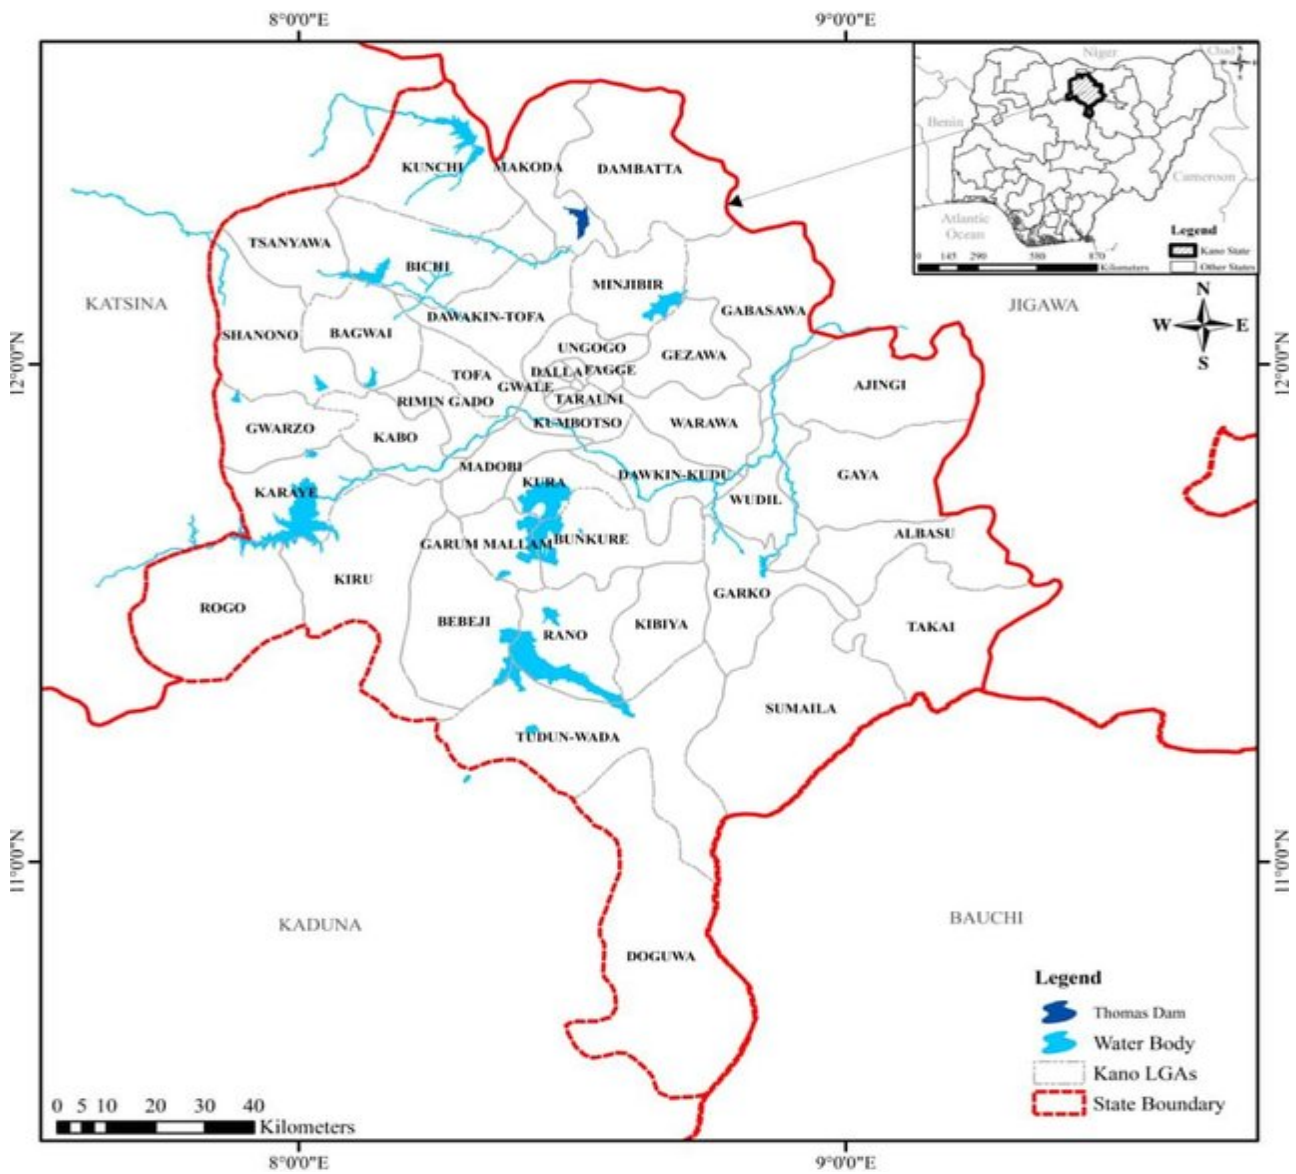 8°0'0"E
9°0'0"E
Niger
Chad
Benin
Cameroon
Atlantic
Ocean
Legend
Kano State
Other States
0 145 290 580 870
Kilometers
KUNCHI
MAKODA
DAMBATTA
TSANYAWA
BICHI
MINJIBIR
KATSINA
JIGAWA
N
W
E
S
GABASAWA
DAWAKIN-TOFA
SHANONO
BAGWAI
UNGOGO
GEZAWA
12°0'0"N
12°0'0"N
TOFA
DALLA
FAGGE
AJINGI
GWALE
RIMIN GADO
TARAUNI
GWARZO
KABO
KUMBOTSO
WARAWA
MADOBI
DAWKIN-KUDU
GAYA
KARAYE
KURA
WUDIL
ALBASU
GARUM MALLAM
BUNKURE
KIRU
GARKO
ROGO
BEBEJI
RANO
KIBIYA
TAKAI
SUMAILA
TUDUN-WADA
11°0'0"N
11°0'0"N
KADUNA
BAUCHI
DOGUWA
Legend
Thomas Dam
Water Body
Kano LGAs
State Boundary
0 5 10 20 30 40
Kilometers
8°0'0"E
9°0'0"E